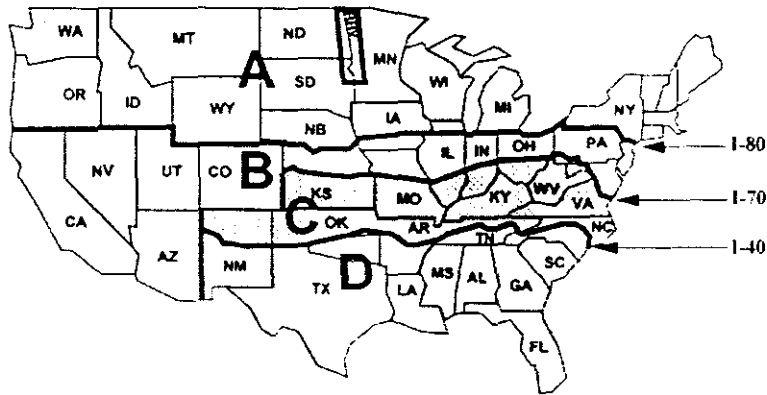 WA
MT
ND
MN
A
OR
ID
SD
WI
MI
NY
WY
IA
NB
IL
IN
OH
PA
I-80
B
NV
UT
CO
KS
MO
KY
WV
VA
I-70
CA
C
OK
AR
TN
NC
I-40
AZ
NM
D
TX
LA
MS
AL
GA
SC
FL